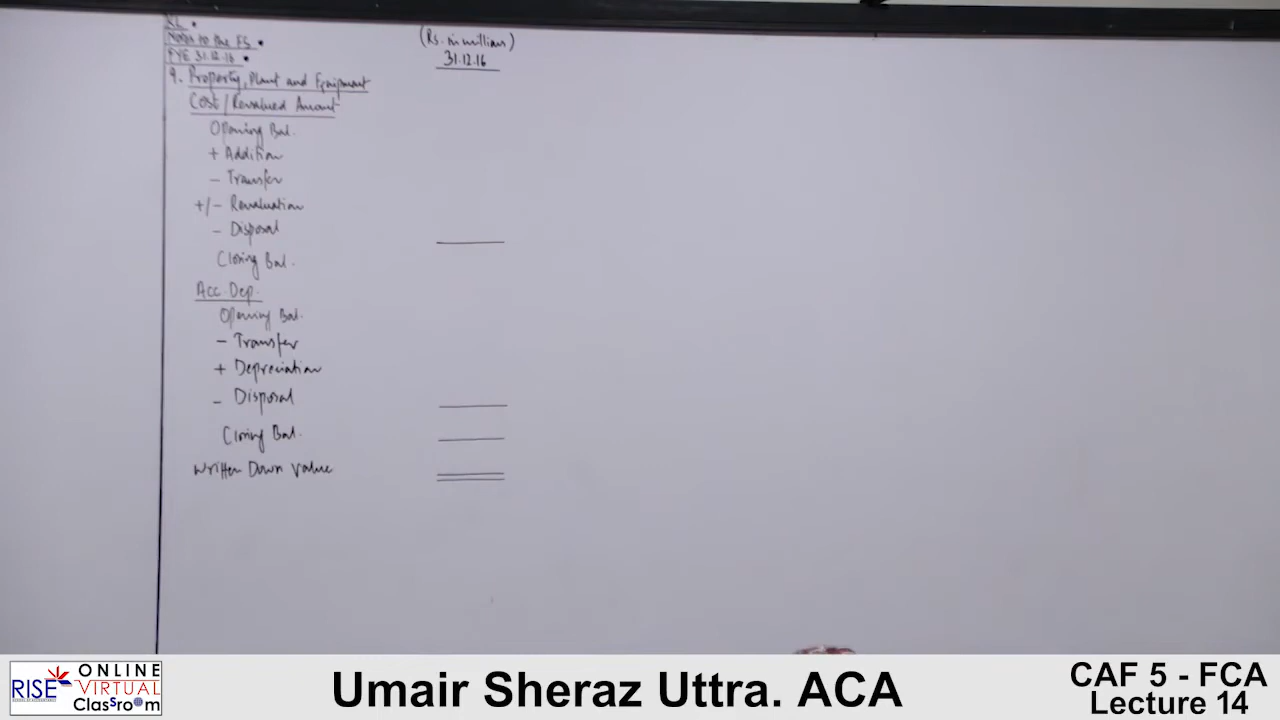 Notes to the FS
FYE 31.12.16
(Rs. in millions)
31.12.16
9. Property, Plant and Equipment
Cost/Revalued Amount
Opening Bal.
+ Addition
- Transfer
+/- Revaluation
- Disposal
Closing Bal.
Acc. Dep.
Opening Bal.
- Transfer
+ Depreciation
- Disposal
Closing Bal.
Written Down Value
RISE
ONLINE
VIRTUAL
Classroom
Umair Sheraz Uttra. ACA
CAF 5 - FCA
Lecture 14